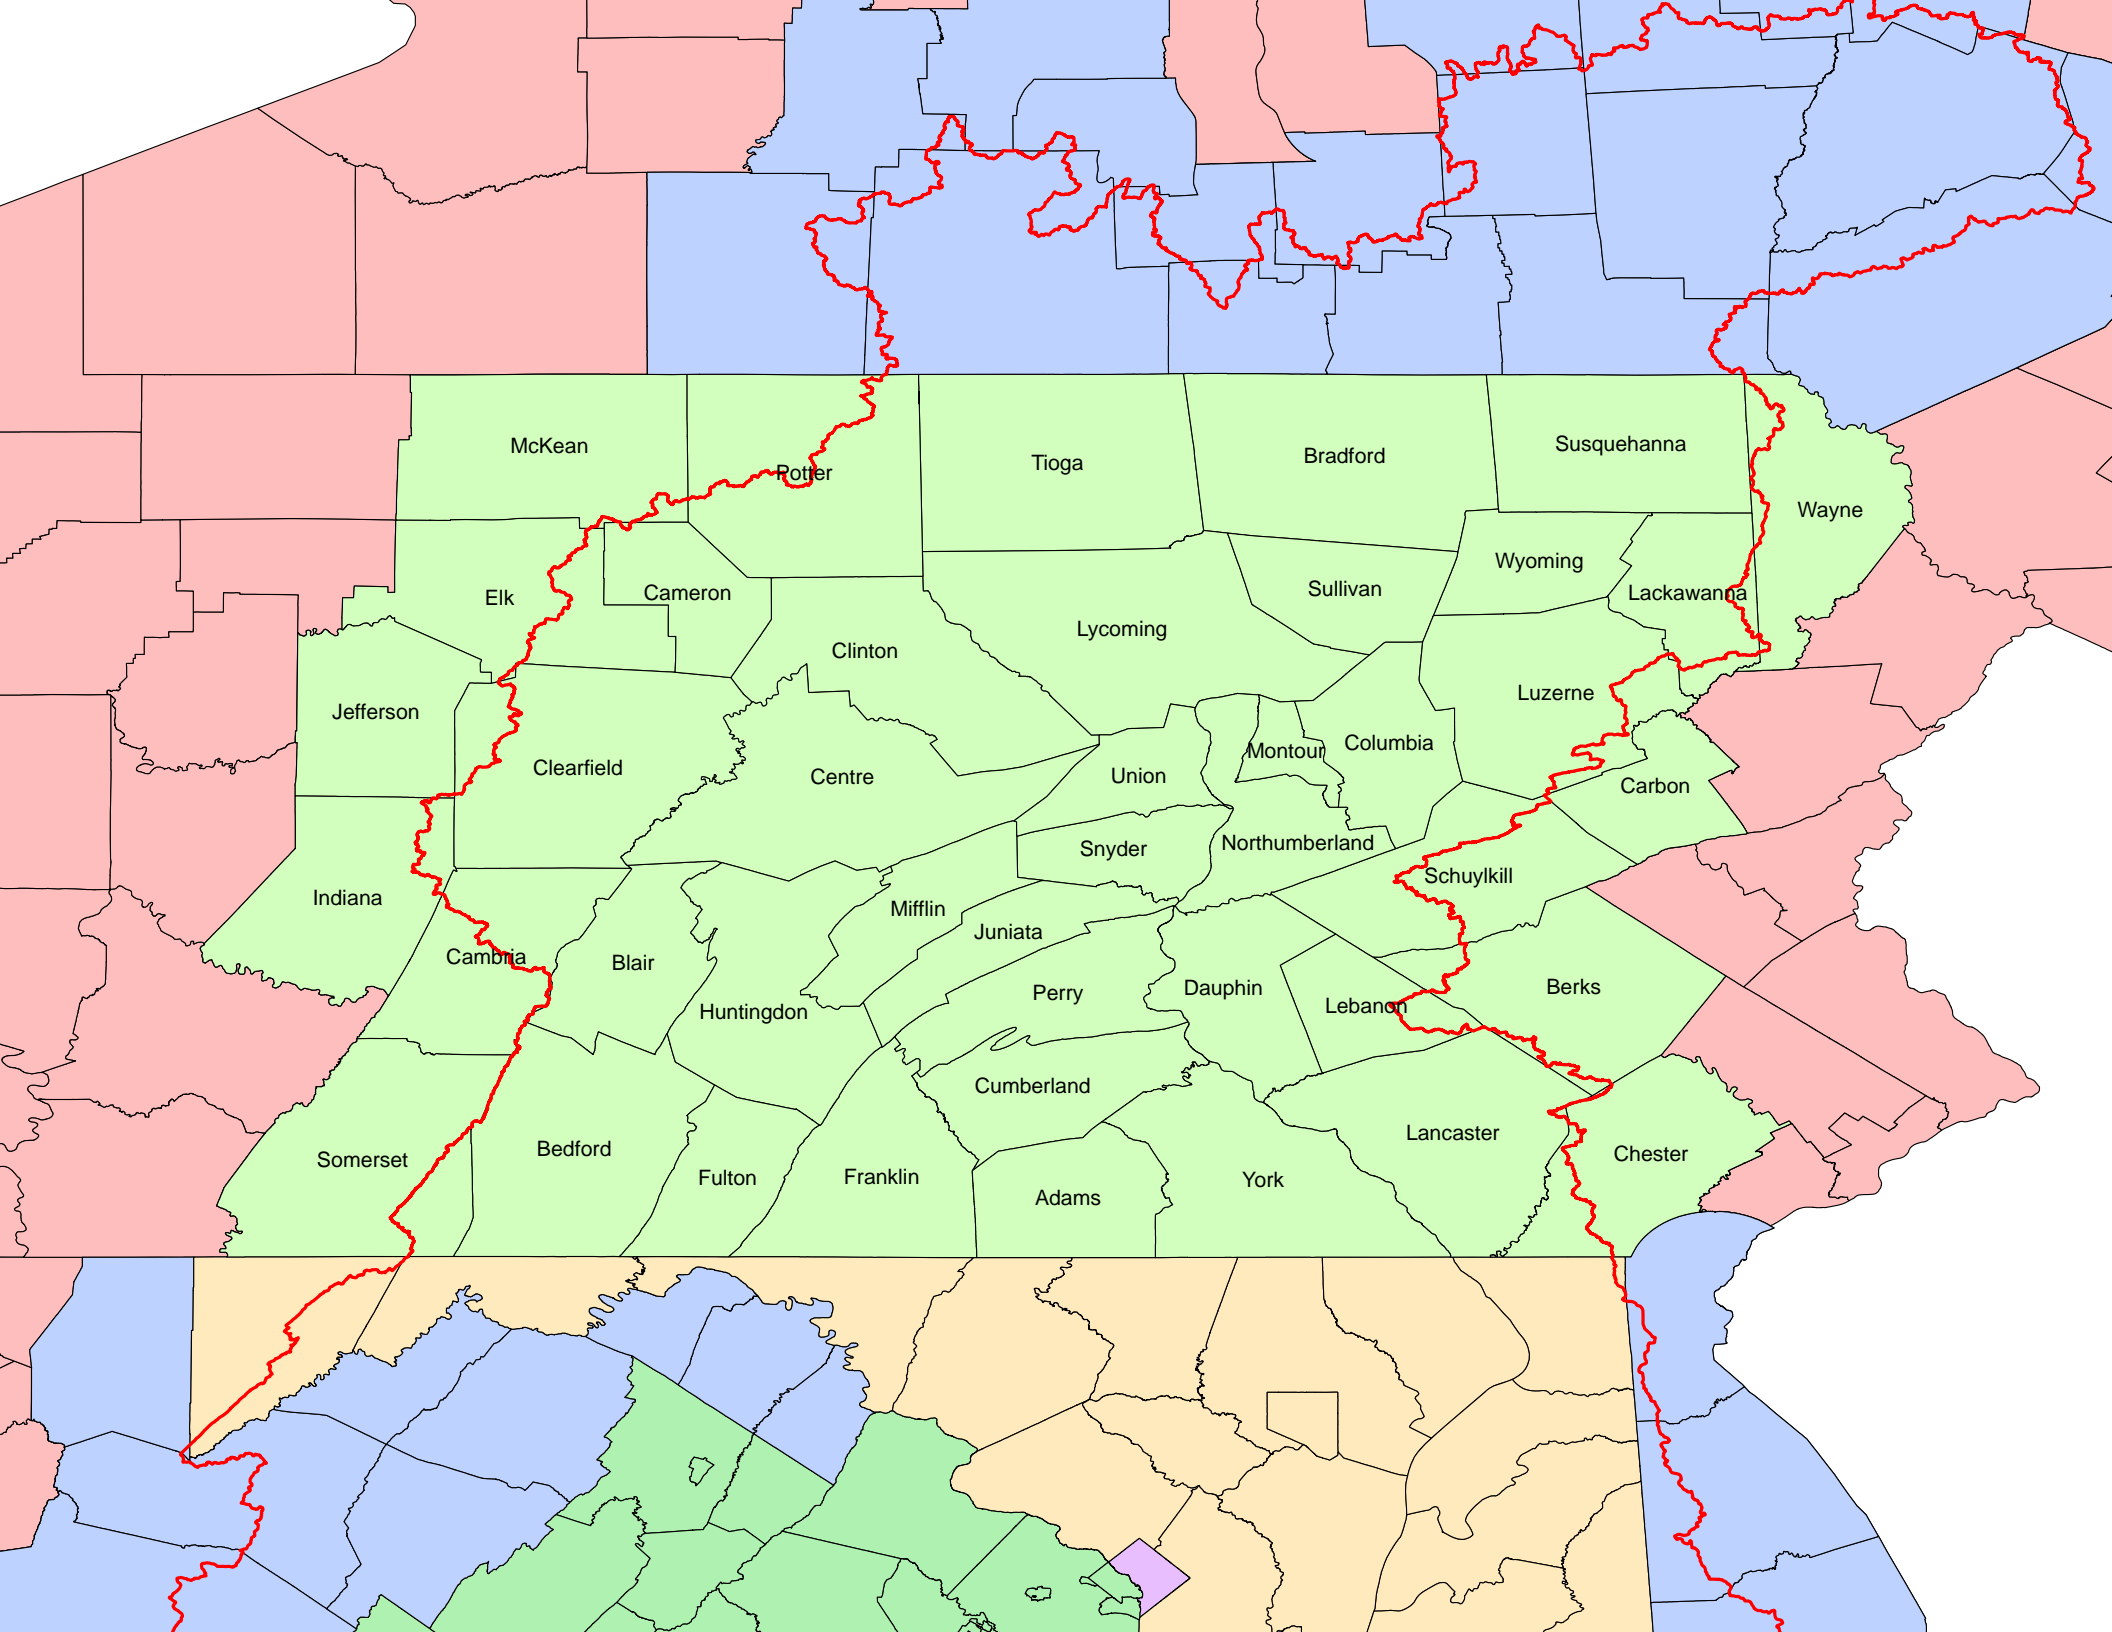 McKean
Potter
Tioga
Bradford
Susquehanna
Wayne
Elk
Cameron
Clinton
Lycoming
Sullivan
Wyoming
Lackawanna
Jefferson
Clearfield
Centre
Union
Montour
Columbia
Luzerne
Carbon
Snyder
Northumberland
Schuylkill
Indiana
Cambria
Blair
Huntingdon
Mifflin
Juniata
Perry
Dauphin
Lebanon
Berks
Somerset
Bedford
Fulton
Franklin
Cumberland
Adams
York
Lancaster
Chester